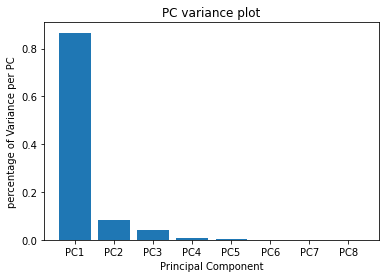 PC variance plot
percentage of Variance per PC
0.8
0.6
0.4
0.2
0.0
PC1 PC2 PC3 PC4 PC5 PC6 PC7 PC8
Principal Component